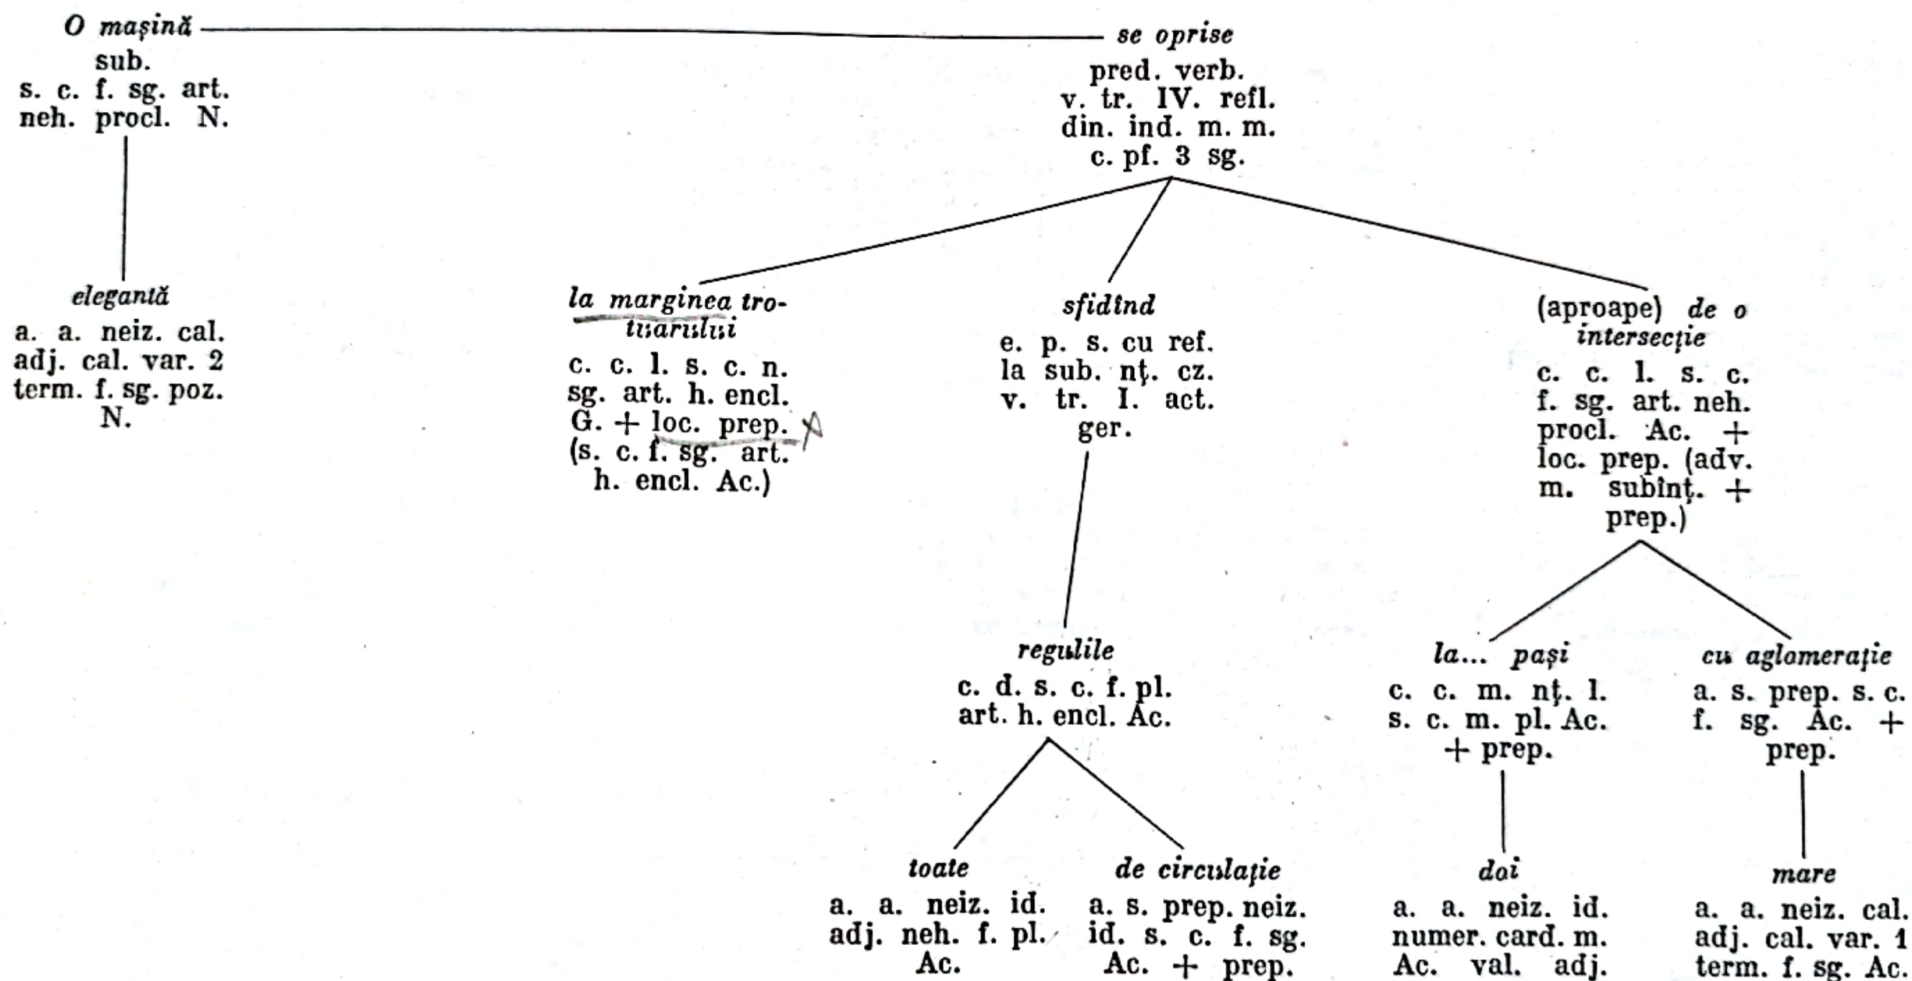 O mașină
sub.
s. c. f. sg. art.
neh. procl. N.
se oprise
pred. verb.
v. tr. IV. refl.
din. ind. m. m.
c. pf. 3 sg.
elegantă
a. a. neiz. cal.
adj. cal. var. 2
term. f. sg. poz.
N.
la marginea tro-
tuarului
c. c. l. s. c. n.
sg. art. h. encl.
G. + loc. prep.
(s. c. f. sg. art.
h. encl. Ac.)
sfidînd
e. p. s. cu ref.
la sub. nț. cz.
v. tr. I. act.
ger.
(aproape) de o
intersecție
c. c. l. s. c.
f. sg. art. neh.
procl. Ac. +
loc. prep. (adv.
m. subînț. +
prep.)
regulile
c. d. s. c. f. pl.
art. h. encl. Ac.
la... pași
c. c. m. nț. l.
s. c. m. pl. Ac.
+ prep.
cu aglomerație
a. s. prep. s. c.
f. sg. Ac. +
prep.
toate
a. a. neiz. id.
adj. neh. f. pl.
Ac.
de circulație
a. s. prep. neiz.
id. s. c. f. sg.
Ac. + prep.
doi
a. a. neiz. id.
numer. card. m.
Ac. val. adj.
mare
a. a. neiz. cal.
adj. cal. var. 1
term. f. sg. Ac.